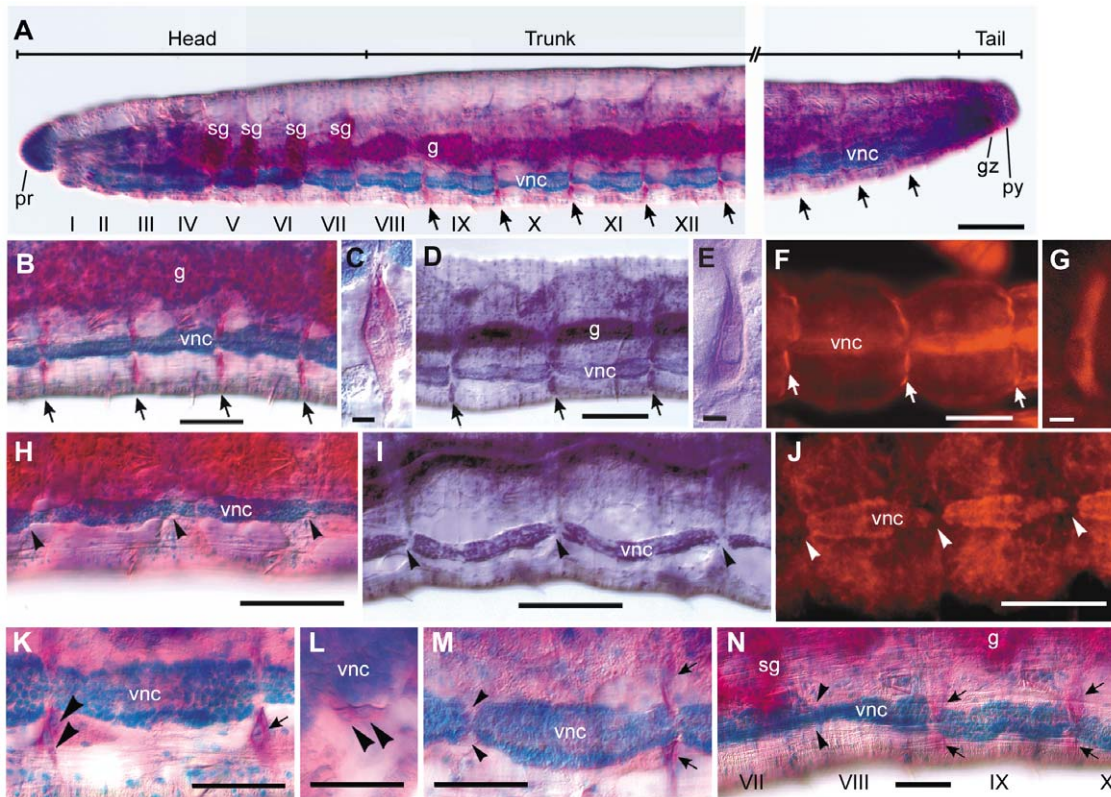 A
Head Trunk Tail
sg sg sg sg
g
vnc vnc
pr gz py
I II III IV V VI VII VIII IX X XI XII
B C D E F G
g g
vnc vnc vnc
H I J
vnc vnc vnc
K L M N
vnc vnc vnc sg g vnc
VII VIII IX X